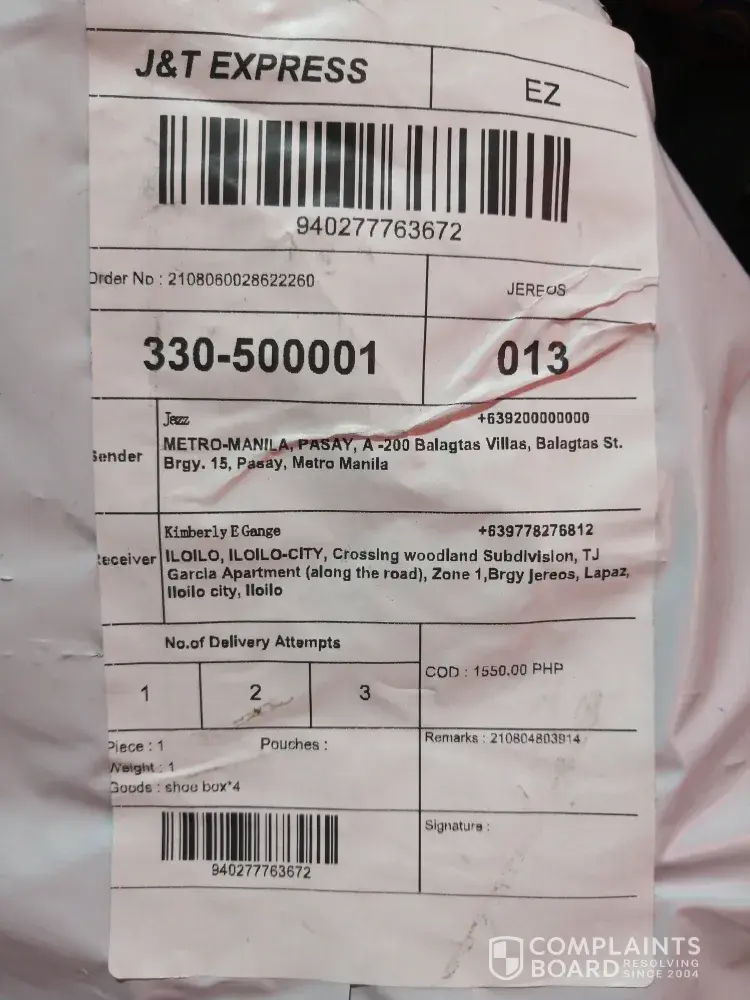 J&T EXPRESS
EZ
940277763672
Order No : 2108060028622260
JEREOS
330-500001
013
Sender
Jezz
+639200000000
METRO-MANILA, PASAY, A -200 Balagtas Villas, Balagtas St.
Brgy. 15, Pasay, Metro Manila
Receiver
Kimberly E Gange
+639778276812
ILOILO, ILOILO-CITY, Crossing woodland Subdivision, TJ
Garcia Apartment (along the road), Zone 1,Brgy Jereos, Lapaz,
Iloilo city, Iloilo
No.of Delivery Attempts
1
2
3
COD : 1550.00 PHP
Piece : 1
Pouches :
Weight : 1
Goods : shoe box*4
Remarks : 210804803914
940277763672
Signature :
COMPLAINTS
BOARD RESOLVING
SINCE 2004